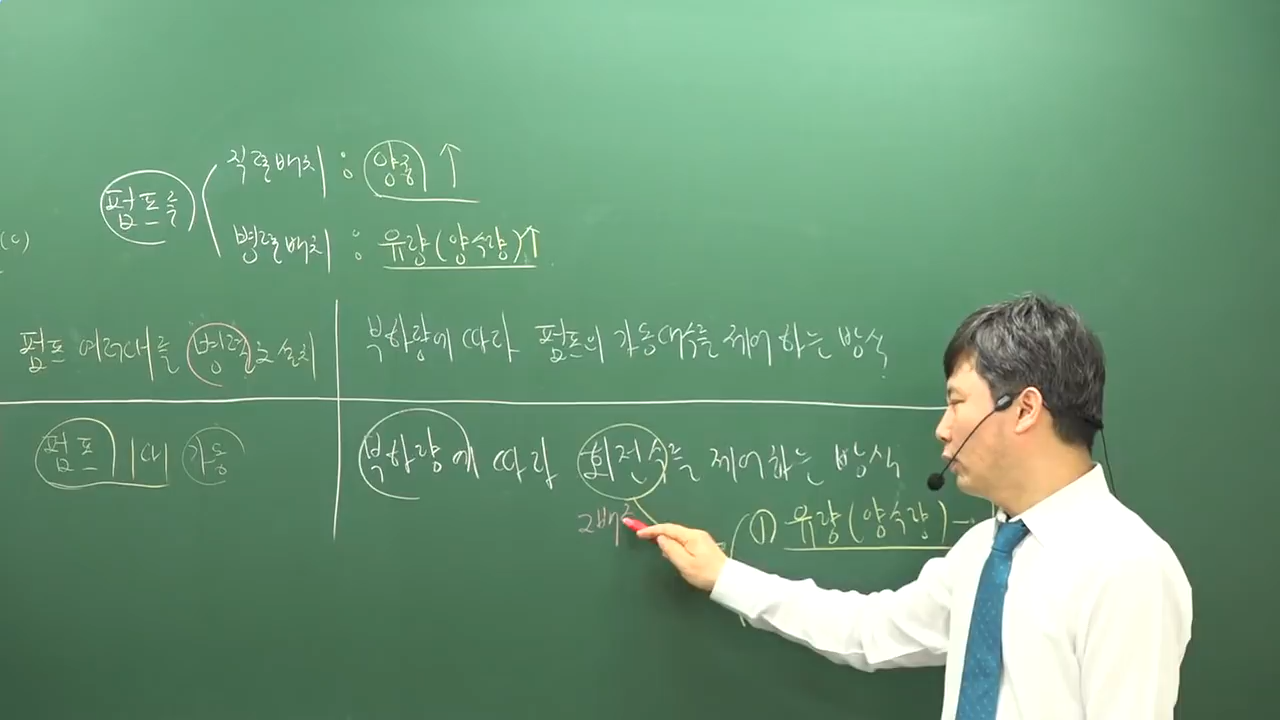 직렬배치 : 양정 ↑
펌프를
(C)
병렬배치 : 유량(양수량)↑
펌프 여러대를 병렬로 설치
부하량에 따라 펌프의 가동대수를 제어하는 방식
펌프 1대 가동
부하량에 따라 회전수를 제어하는 방식
2배로
① 유량(양수량) →